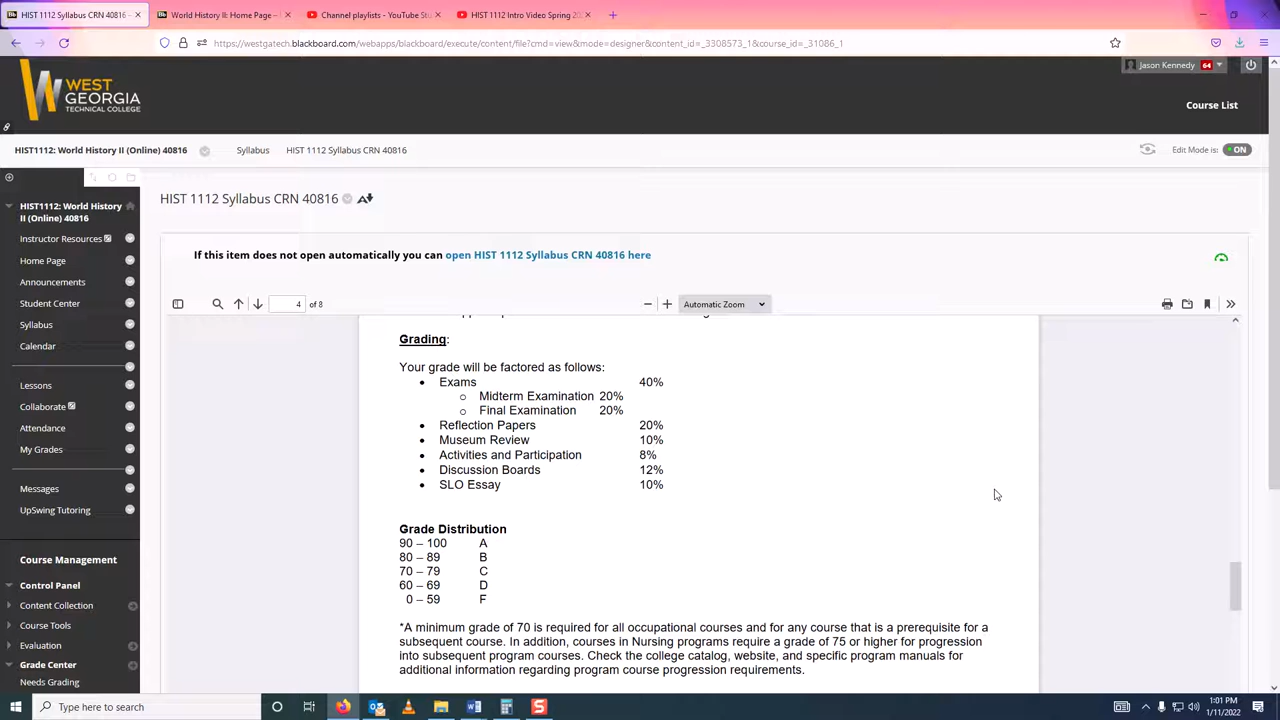 HIST 1112 Syllabus CRN 40816 –
World History II: Home Page –
Channel playlists - YouTube Stu
HIST 1112 Intro Video Spring 20
https://westgatech.blackboard.com/webapps/blackboard/execute/content/file?cmd=view&mode=designer&content_id=_3308573_1&course_id=_31086_1
Jason Kennedy 64
WEST
GEORGIA
TECHNICAL COLLEGE
Course List
HIST1112: World History II (Online) 40816 Syllabus HIST 1112 Syllabus CRN 40816 Edit Mode is: ON
HIST1112: World History
II (Online) 40816
Instructor Resources
Home Page
Announcements
Student Center
Syllabus
Calendar
Lessons
Collaborate
Attendance
My Grades
Messages
UpSwing Tutoring
Course Management
Control Panel
Content Collection
Course Tools
Evaluation
Grade Center
Needs Grading
HIST 1112 Syllabus CRN 40816
If this item does not open automatically you can open HIST 1112 Syllabus CRN 40816 here
4 of 8 Automatic Zoom
Grading:
Your grade will be factored as follows:
• Exams 40%
o Midterm Examination 20%
o Final Examination 20%
• Reflection Papers 20%
• Museum Review 10%
• Activities and Participation 8%
• Discussion Boards 12%
• SLO Essay 10%
Grade Distribution
90 – 100 A
80 – 89 B
70 – 79 C
60 – 69 D
0 – 59 F
*A minimum grade of 70 is required for all occupational courses and for any course that is a prerequisite for a
subsequent course. In addition, courses in Nursing programs require a grade of 75 or higher for progression
into subsequent program courses. Check the college catalog, website, and specific program manuals for
additional information regarding program course progression requirements.
Type here to search
1:01 PM
1/11/2022